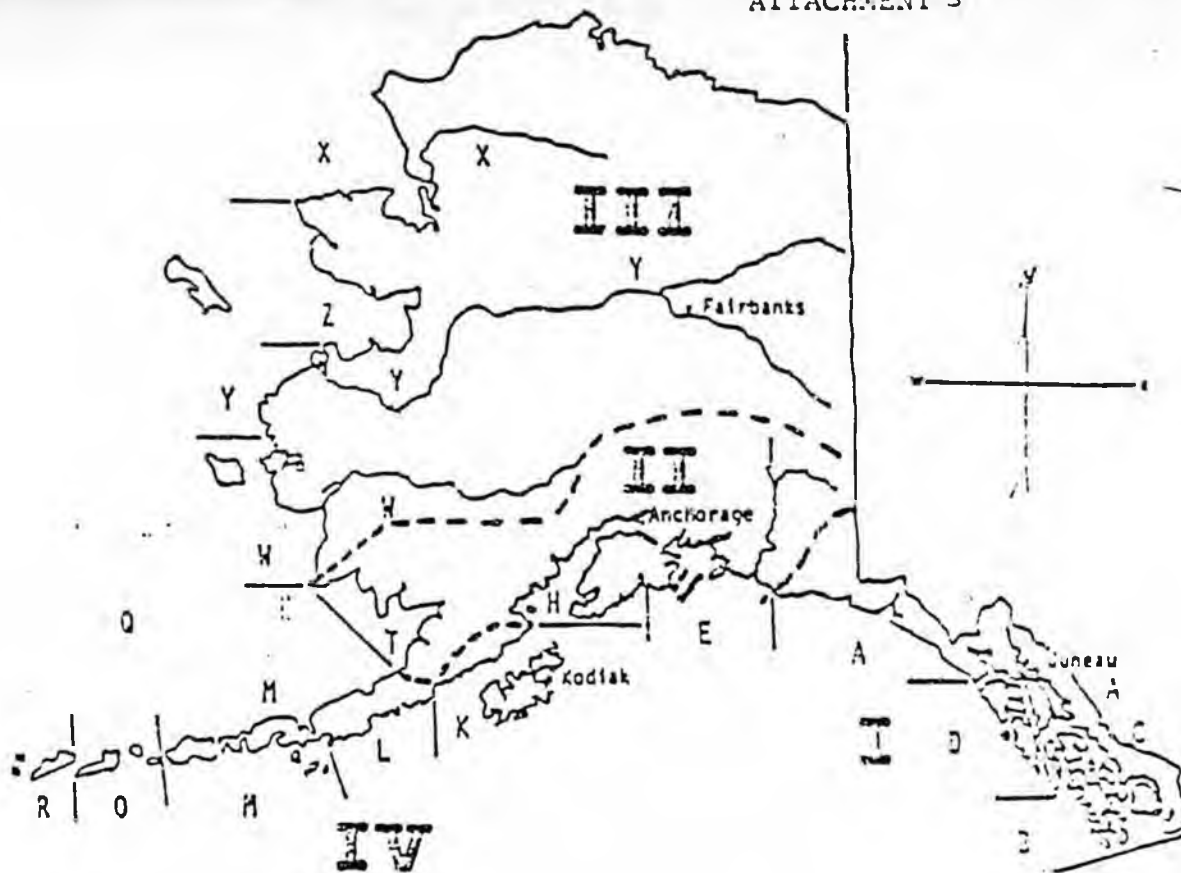 ATTACHMENT 3
X
X
III
Y
Fairbanks
Z
Y
Y
W
E
II
W
Anchorage
W
Q
H
E
T
A
Kodiak
Juneau
A
M
K
I
D
C
L
R
O
M
IV